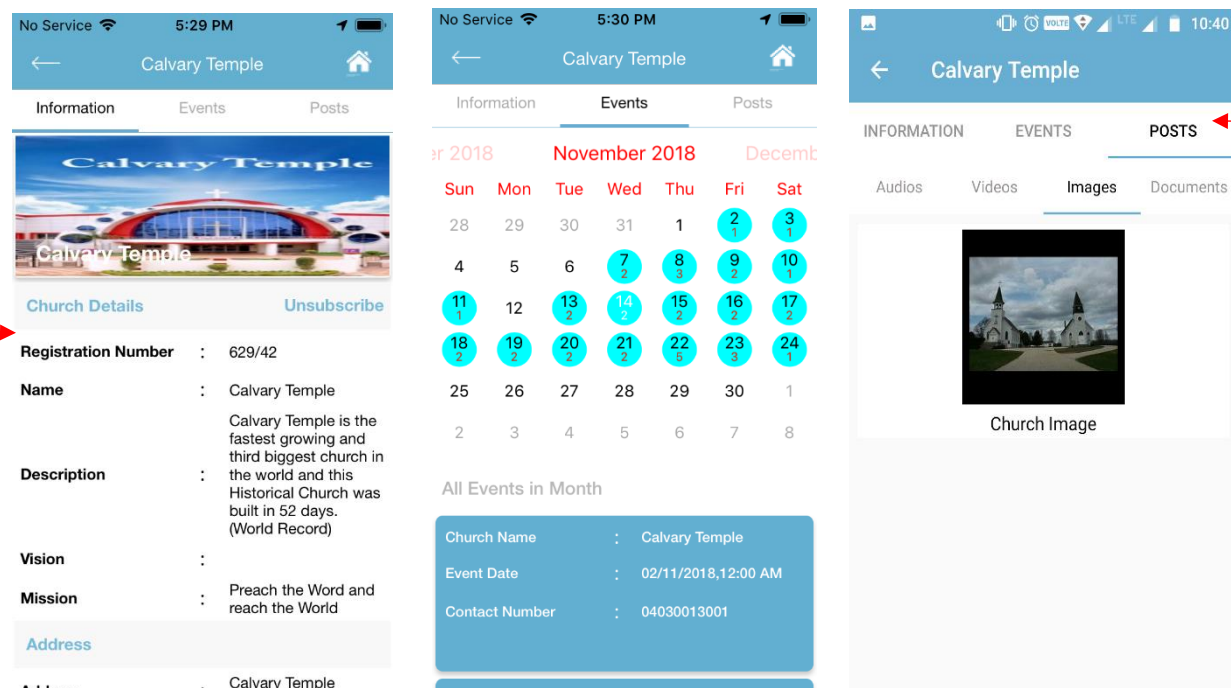 No Service 5:29 PM
Calvary Temple
Information Events Posts
Calvary Temple
Calvary Temple
Church Details Unsubscribe
Registration Number : 629/42
Name : Calvary Temple
Description : Calvary Temple is the
fastest growing and
third biggest church in
the world and this
Historical Church was
built in 52 days.
(World Record)
Vision :
Mission : Preach the Word and
reach the World
Address
Address : Calvary Temple
No Service 5:30 PM
Calvary Temple
Information Events Posts
er 2018 November 2018 Decemb
Sun Mon Tue Wed Thu Fri Sat
28 29 30 31 1 2 3
1 1
4 5 6 7 8 9 10
2 3 2 1
11 12 13 14 15 16 17
1 2 2 2 2 2
18 19 20 21 22 23 24
2 2 2 2 5 3 1
25 26 27 28 29 30 1
2 3 4 5 6 7 8
All Events in Month
Church Name : Calvary Temple
Event Date : 02/11/2018,12:00 AM
Contact Number : 04030013001
VOLTE LTE 10:40
Calvary Temple
INFORMATION EVENTS POSTS
Audios Videos Images Documents
Church Image